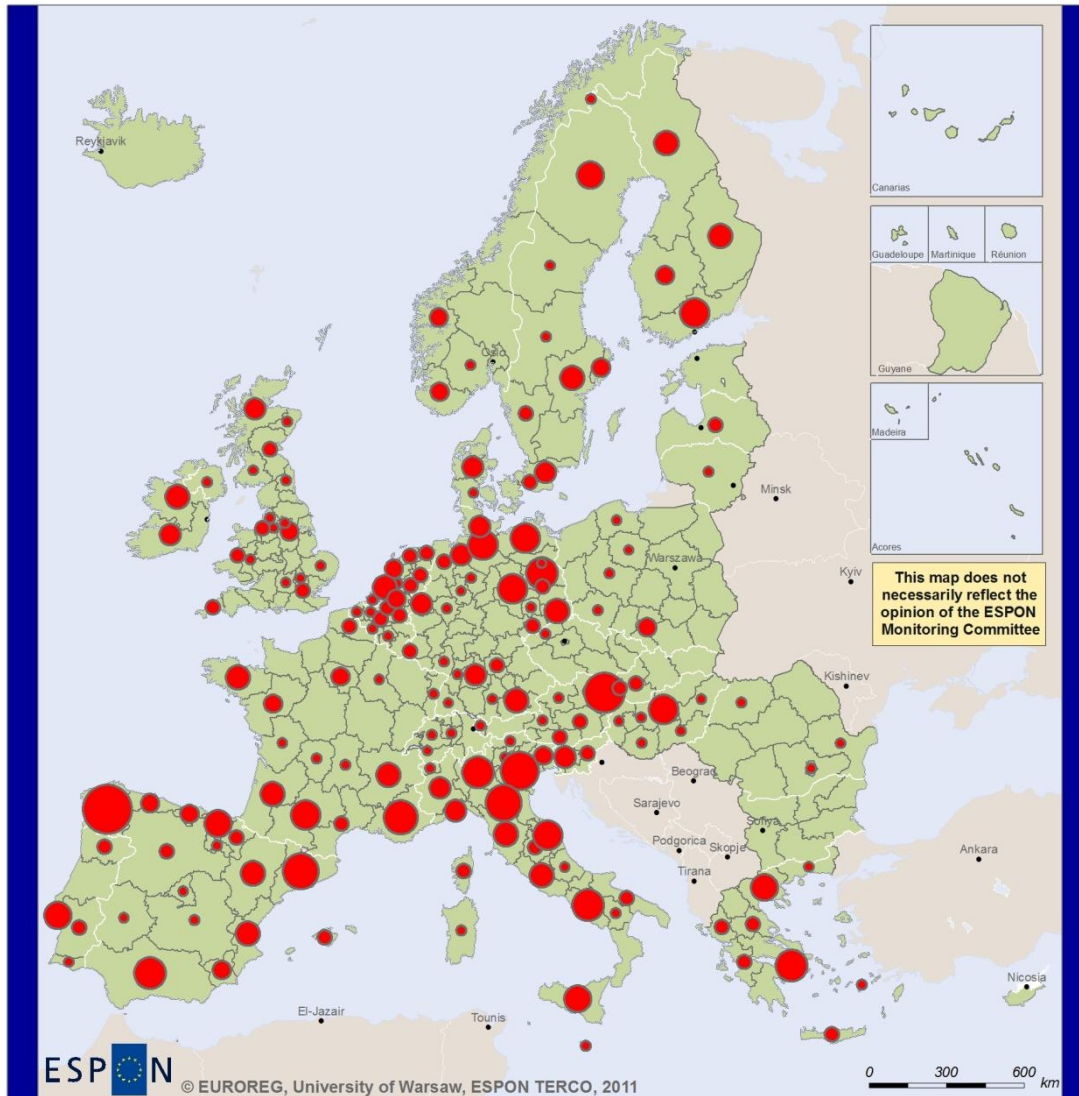 Reykjavik
Canarias
Guadeloupe
Martinique
Réunion
Guyane
Oslo
Madeira
Acores
Minsk
Warszawa
Kyiv
This map does not
necessarily reflect the
opinion of the ESPON
Monitoring Committee
Kishinev
Beograd
Sarajevo
Sofiya
Podgorica
Skopje
Ankara
Tirana
Nicosia
El-Jazair
Tounis
ESPON
© EUROREG, University of Warsaw, ESPON TERCO, 2011
0 300 600
km